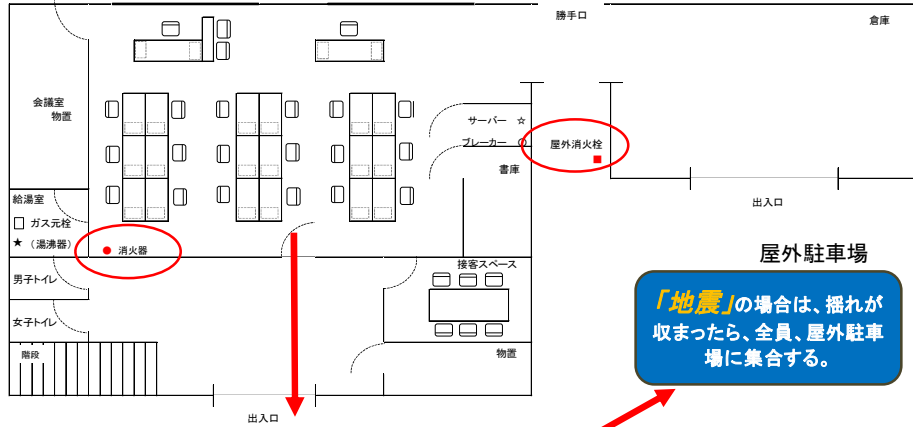 勝手口
倉庫
会議室
物置
サーバー ☆
ブレーカー ◎
屋外消火栓
書庫
給湯室
ガス元栓
★ （湯沸器）
消火器
出入口
屋外駐車場
接客スペース
男子トイレ
女子トイレ
階段
物置
出入口
「地震」の場合は、揺れが
収まったら、全員、屋外駐車
場に集合する。